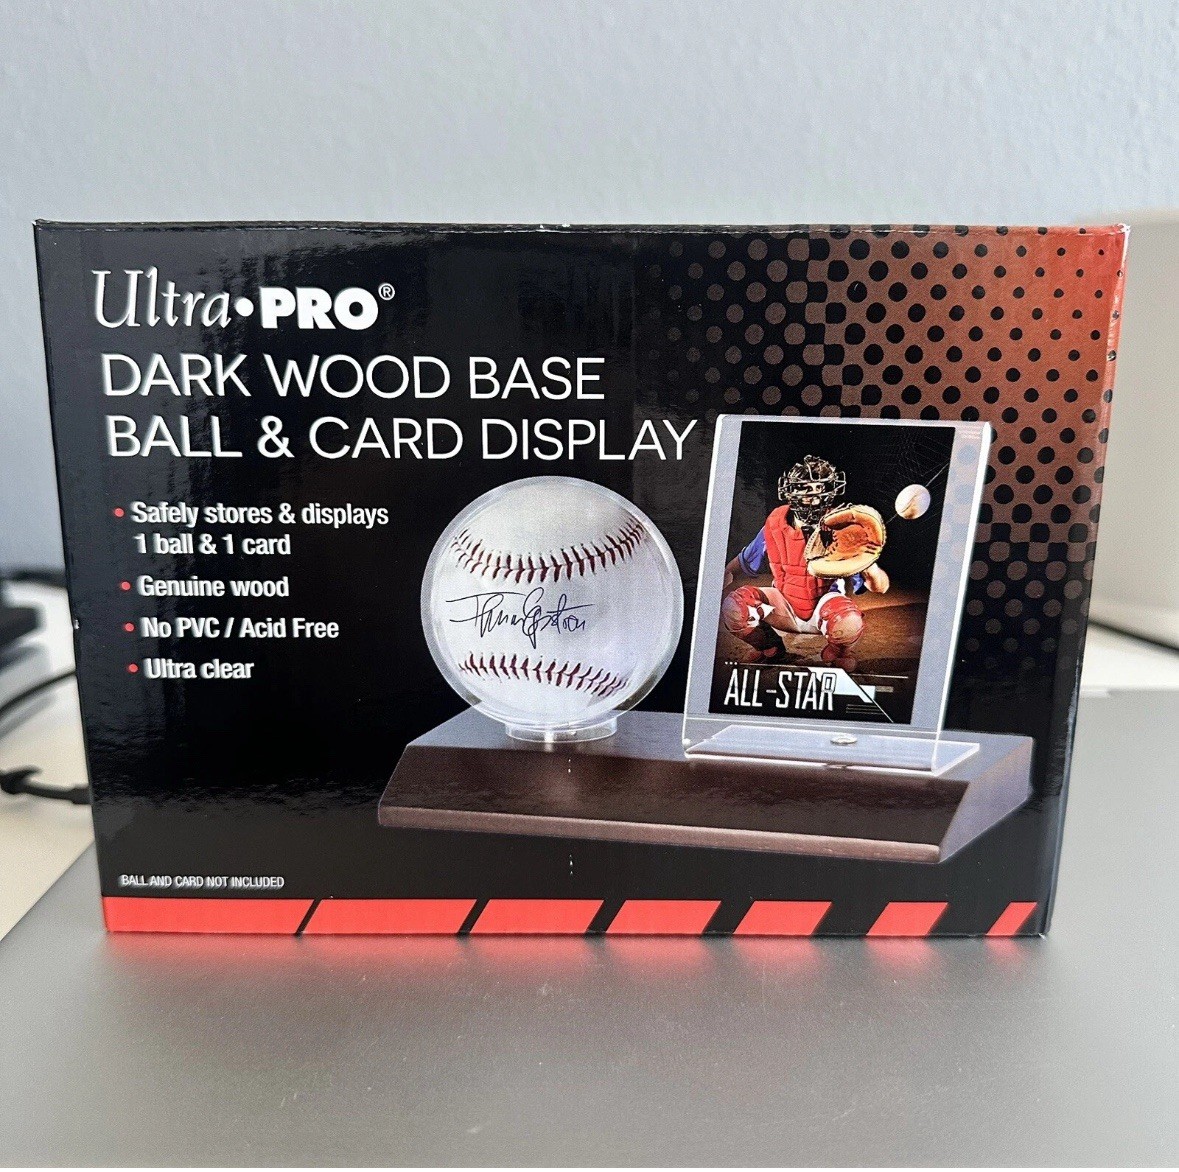 Ultra•PRO®
DARK WOOD BASE
BALL & CARD DISPLAY
• Safely stores & displays
1 ball & 1 card
• Genuine wood
• No PVC / Acid Free
• Ultra clear
ALL-STAR
BALL AND CARD NOT INCLUDED